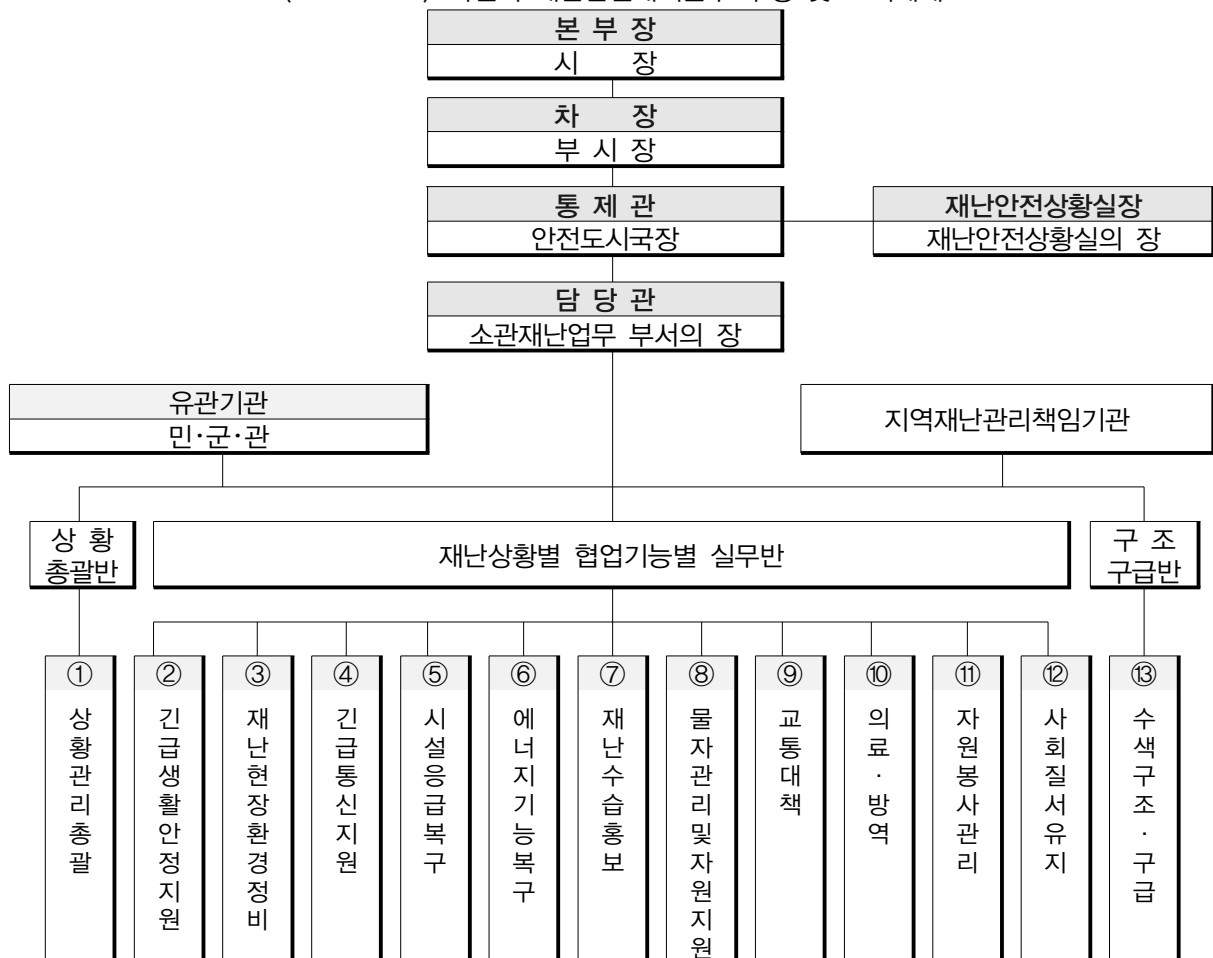 본 부 장
시 장
차 장
부 시 장
통 제 관
안전도시국장
재난안전상황실장
재난안전상황실의 장
담 당 관
소관재난업무 부서의 장
유관기관
민·군·관
지역재난관리책임기관
상 황
총괄반
재난상황별 협업기능별 실무반
구 조
구급반
①
상황관리총괄
②
긴급생활안정지원
③
재난현장환경정비
④
긴급통신지원
⑤
시설응급복구
⑥
에너지기능복구
⑦
재난수습홍보
⑧
물자관리및자원지원
⑨
교통대책
⑩
의료·방역
⑪
자원봉사관리
⑫
사회질서유지
⑬
수색구조·구급